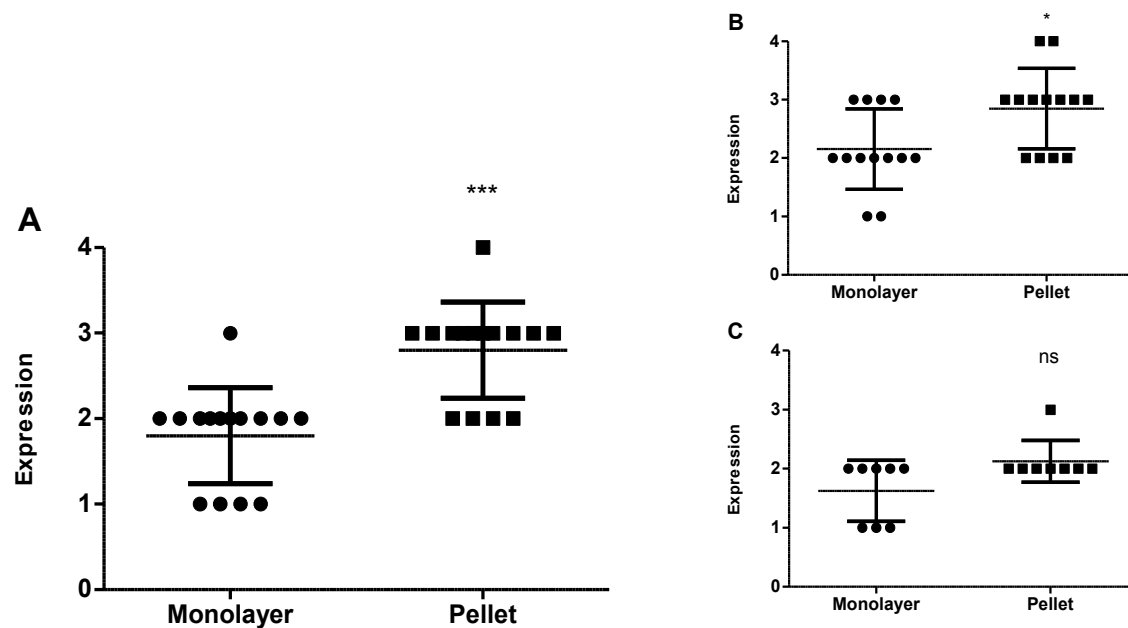 A
***
Expression
4
3
2
1
0
Monolayer Pellet
B
*
Expression
4
3
2
1
0
Monolayer Pellet
C
ns
Expression
4
3
2
1
0
Monolayer Pellet